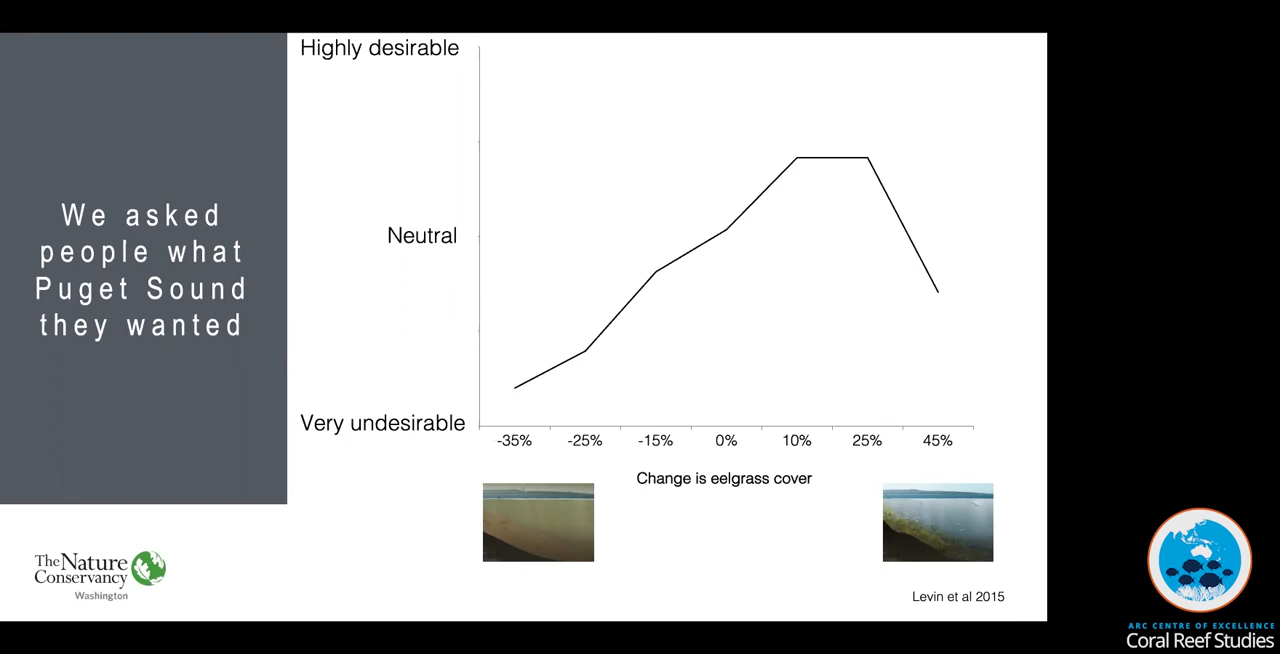 We asked
people what
Puget Sound
they wanted
Highly desirable
Neutral
Very undesirable
-35% -25% -15% 0% 10% 25% 45%
Change is eelgrass cover
Levin et al 2015
The Nature
Conservancy
Washington
ARC CENTRE OF EXCELLENCE
Coral Reef Studies